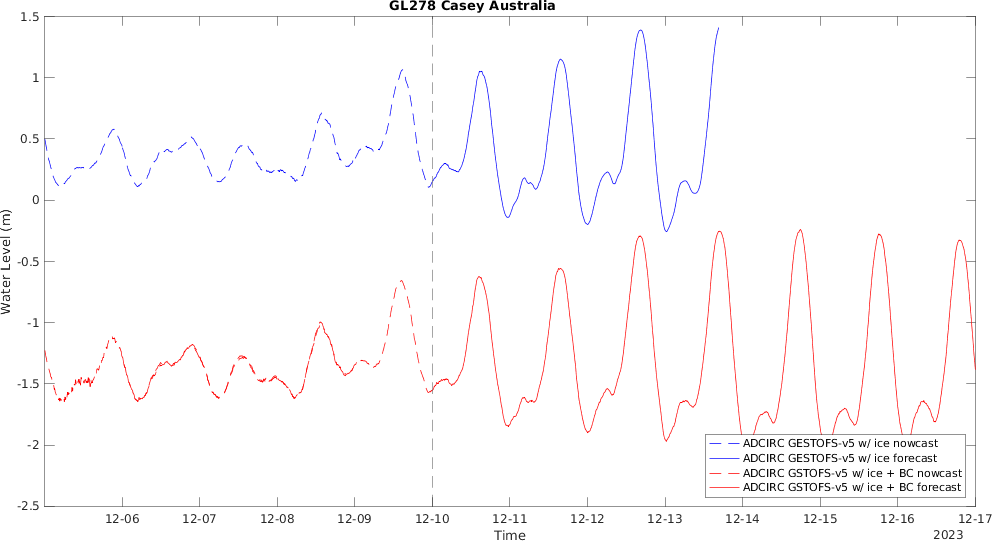 GL278 Casey Australia
1.5
1
0.5
0
-0.5
-1
-1.5
-2
-2.5
Water Level (m)
ADCIRC GESTOFS-v5 w/ ice nowcast
ADCIRC GESTOFS-v5 w/ ice forecast
ADCIRC GSTOFS-v5 w/ ice + BC nowcast
ADCIRC GSTOFS-v5 w/ ice + BC forecast
12-06 12-07 12-08 12-09 12-10 12-11 12-12 12-13 12-14 12-15 12-16 12-17
Time
2023